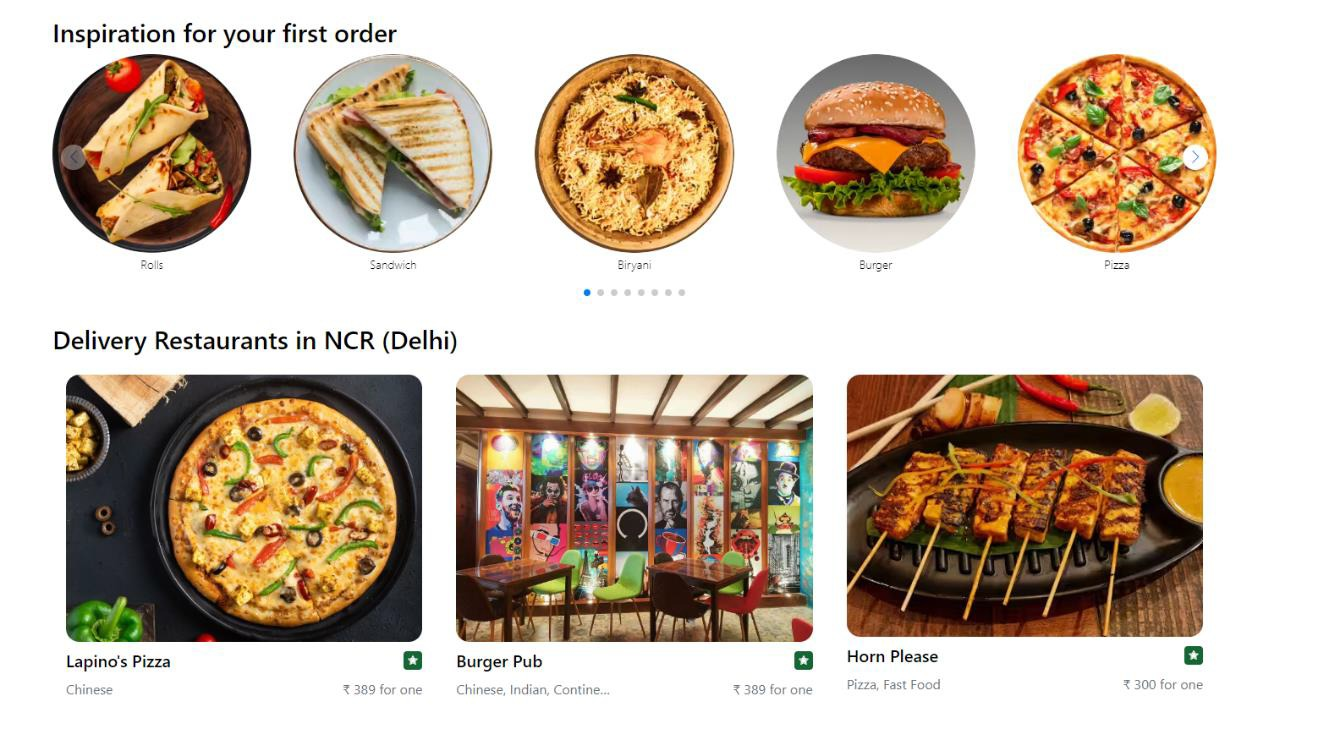 Inspiration for your first order
Rolls
Sandwich
Biryani
Burger
Pizza
Delivery Restaurants in NCR (Delhi)
Lapino's Pizza
Chinese
₹ 389 for one
Burger Pub
Chinese, Indian, Contine...
₹ 389 for one
Horn Please
Pizza, Fast Food
₹ 300 for one